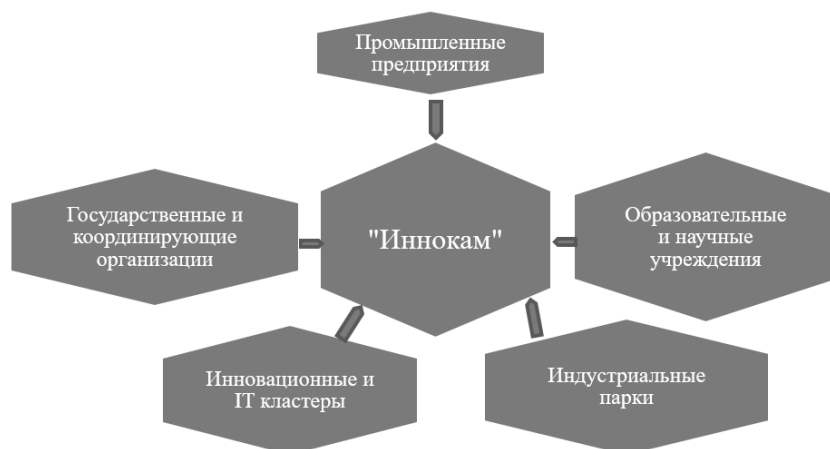 Промышленные
предприятия
Государственные и
координирующие
организации
"Иннокам"
Образовательные
и научные
учреждения
Инновационные и
IT кластеры
Индустриальные
парки